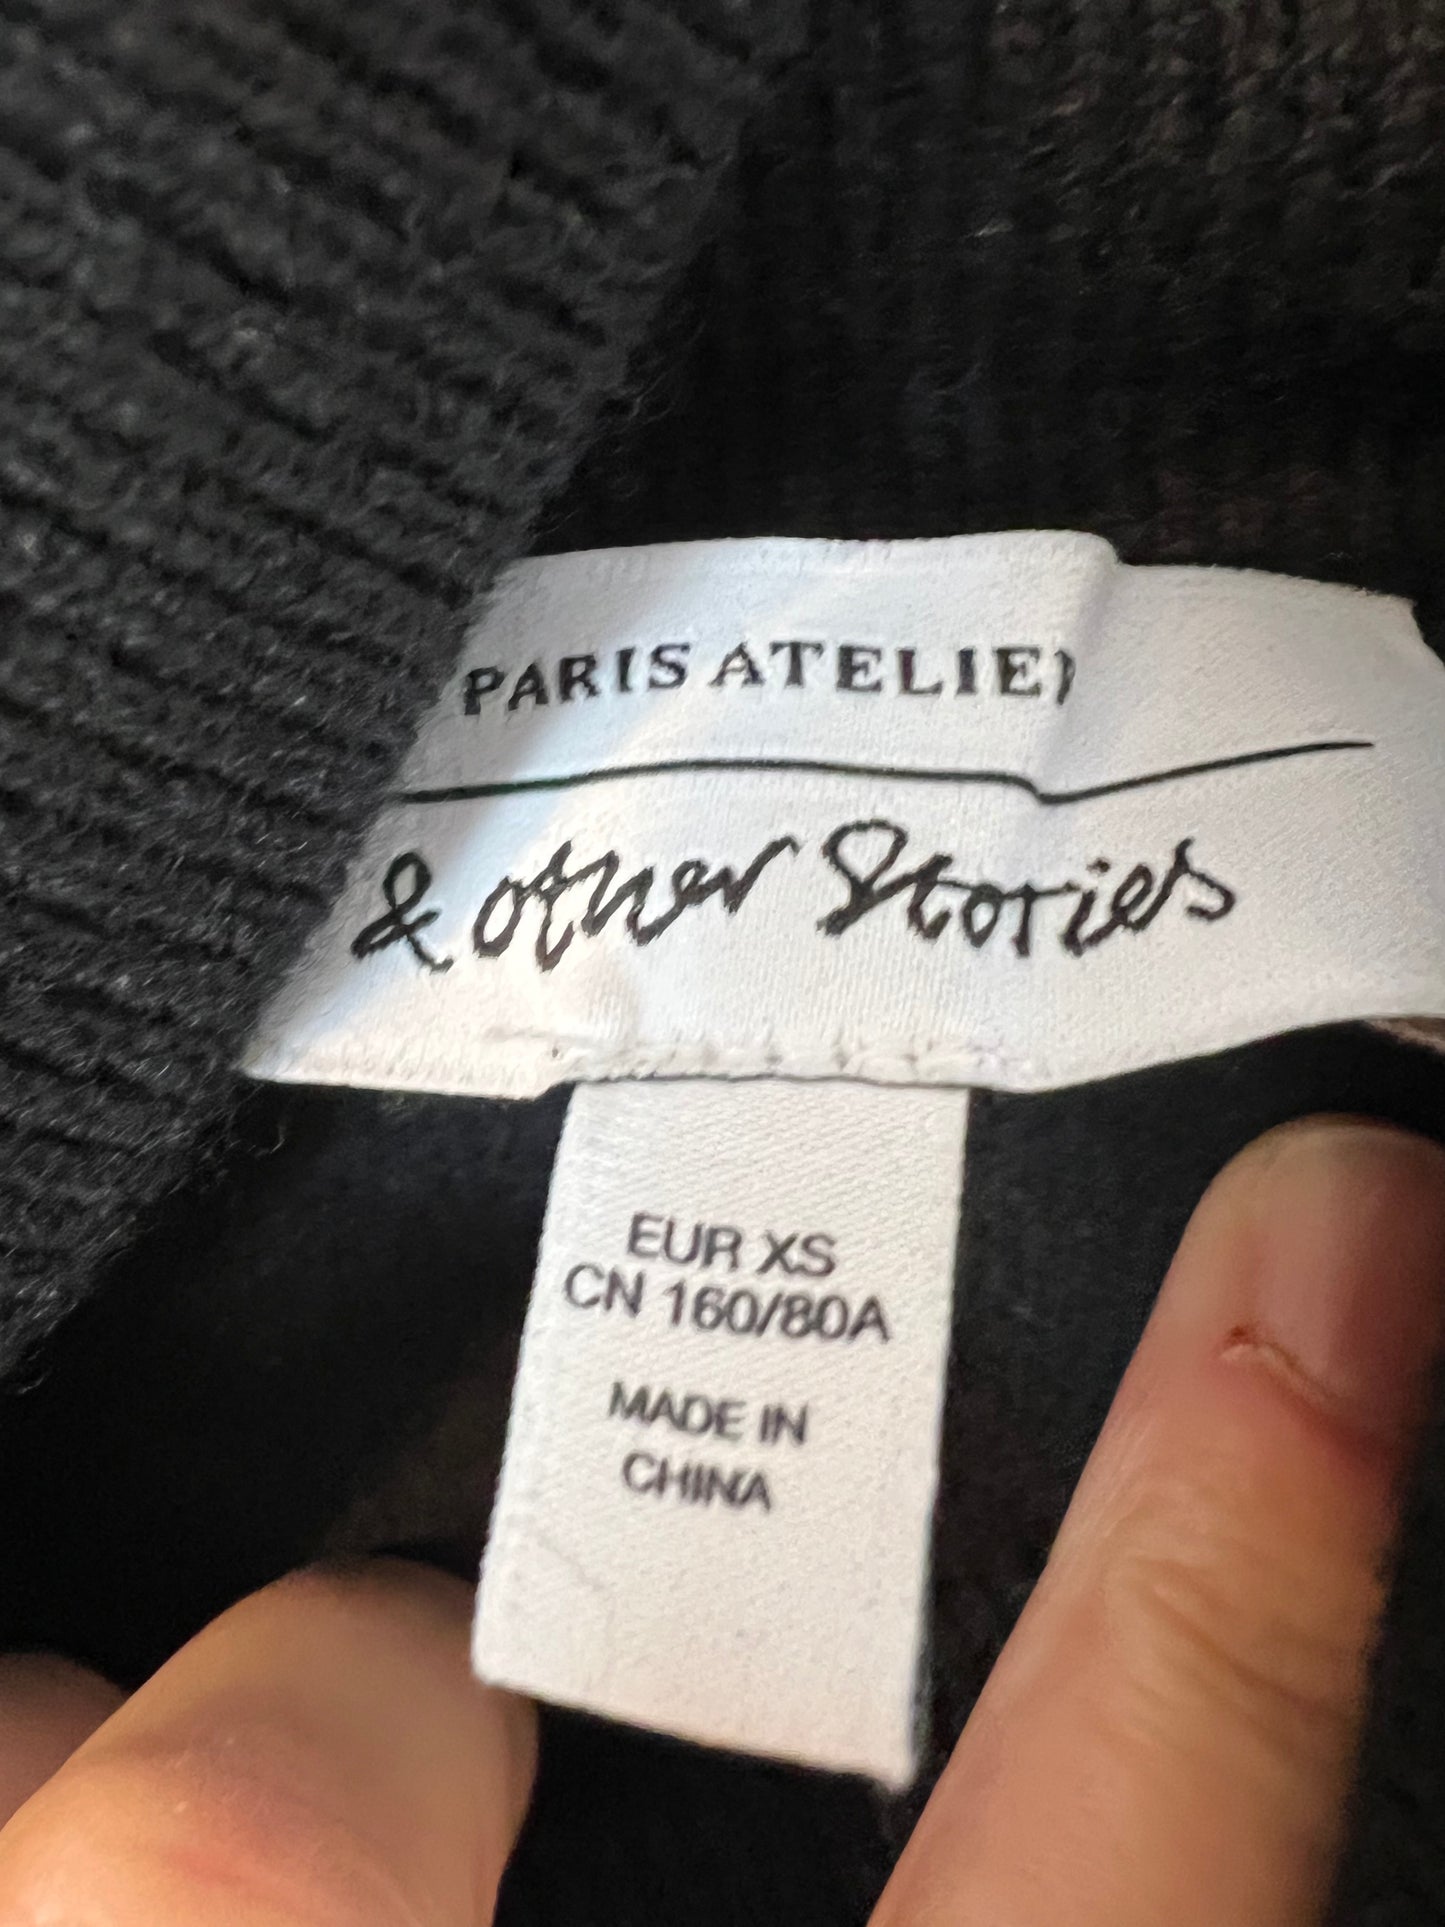 PARIS ATELIER
& other Stories
EUR XS
CN 160/80A
MADE IN
CHINA